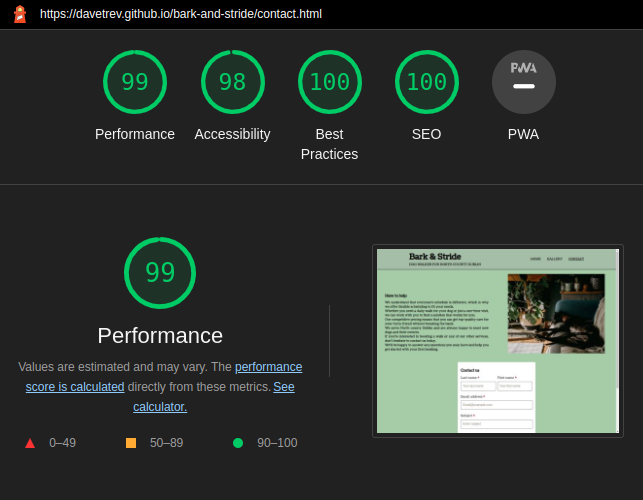 https://davetrev.github.io/bark-and-stride/contact.html
99 98 100 100 PWA
Performance Accessibility Best Practices SEO PWA
99
Performance
Values are estimated and may vary. The performance
score is calculated directly from these metrics. See
calculator.
0–49 50–89 90–100
Bark & Stride
HOME GALLERY CONTACT
Here to help
Contact us
Last name * First name *
Email address *
Subject *